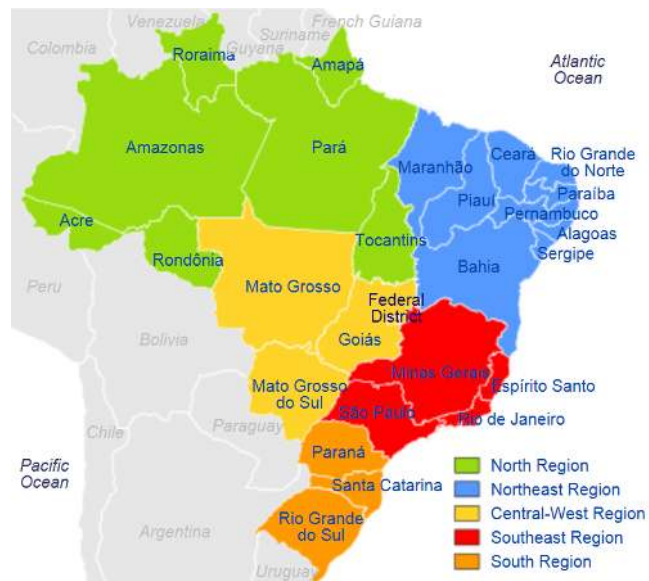 Venezuela
Suriname
French Guiana
Colombia
Guyana
Roraima
Amapá
Atlantic
Ocean
Amazonas
Pará
Maranhão
Ceará
Rio Grande
do Norte
Piauí
Paraíba
Pernambuco
Acre
Tocantins
Alagoas
Sergipe
Rondônia
Bahia
Peru
Mato Grosso
Federal
District
Bolivia
Goiás
Minas Gerais
Espírito Santo
Mato Grosso
do Sul
São Paulo
Rio de Janeiro
Paraguay
Chile
Paraná
Pacific
Ocean
Santa Catarina
Rio Grande
do Sul
Argentina
Uruguay
North Region
Northeast Region
Central-West Region
Southeast Region
South Region